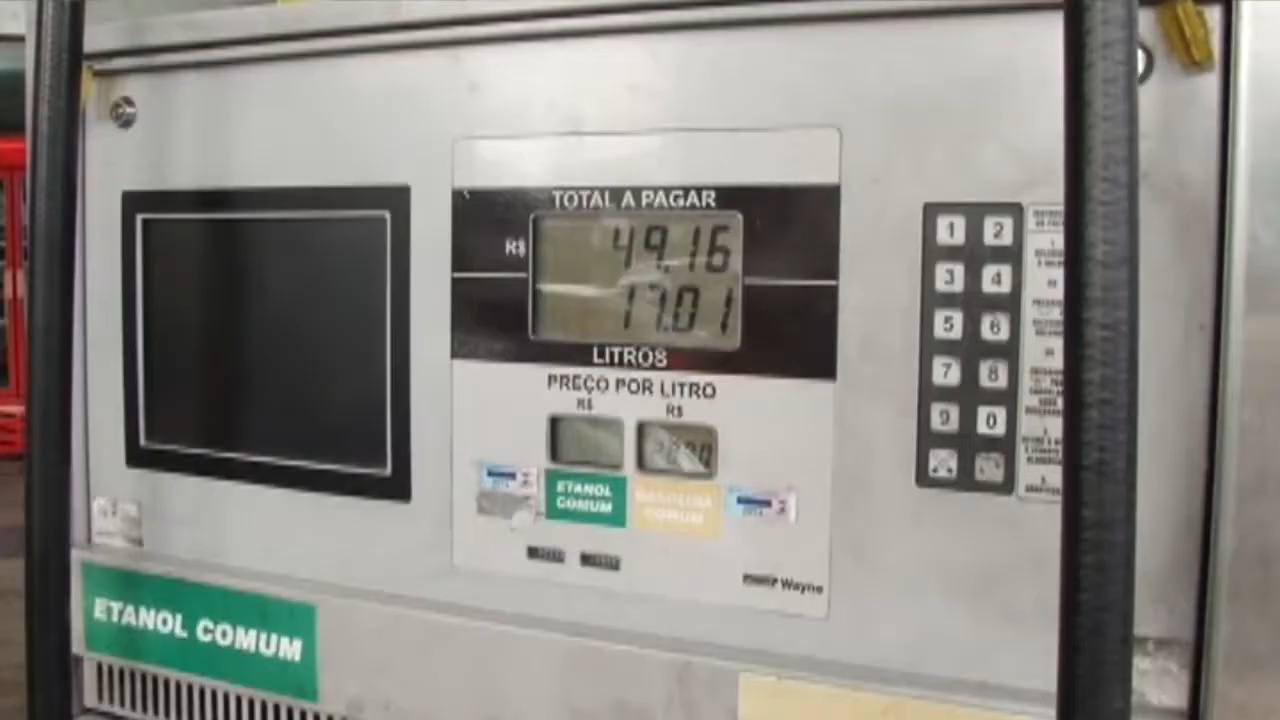 TOTAL A PAGAR
R$ 49.16
17.01
LITROS
PREÇO POR LITRO
R$ R$
ETANOL
COMUM
GASOLINA
COMUM
Wayne
1 2
3 4
5 6
7 8
9 0
ETANOL COMUM